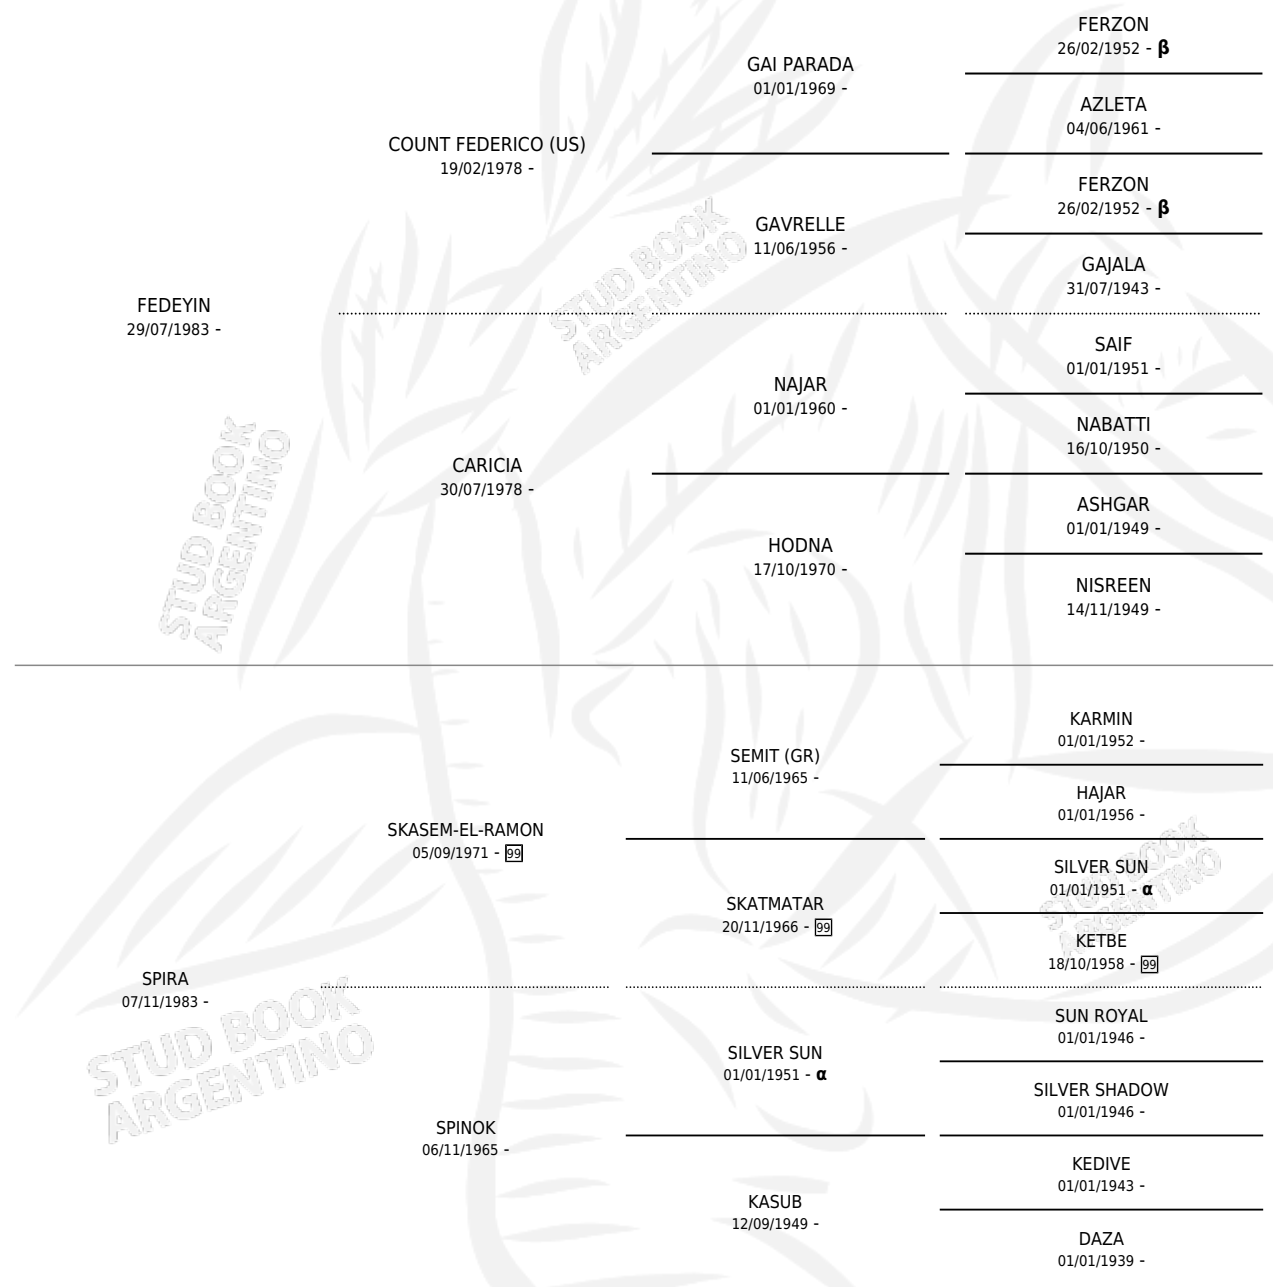 FERZON
26/02/1952 - β
GAI PARADA
01/01/1969 -
AZLETA
04/06/1961 -
COUNT FEDERICO (US)
19/02/1978 -
FERZON
26/02/1952 - β
GAVRELLE
11/06/1956 -
GAJALA
31/07/1943 -
STUD BOOK
ARGENTINO
FEDEYIN
29/07/1983 -
SAIF
01/01/1951 -
NAJAR
01/01/1960 -
NABATTI
16/10/1950 -
CARICIA
30/07/1978 -
ASHGAR
01/01/1949 -
HODNA
17/10/1970 -
NISREEN
14/11/1949 -
STUD BOOK
ARGENTINO
KARMIN
01/01/1952 -
SEMIT (GR)
11/06/1965 -
HAJAR
01/01/1956 -
SKASEM-EL-RAMON
05/09/1971 - 99
SILVER SUN
01/01/1951 - α
SKATMATAR
20/11/1966 - 99
KETBE
18/10/1958 - 99
STUD BOOK
ARGENTINO
SPIRA
07/11/1983 -
SUN ROYAL
01/01/1946 -
SILVER SUN
01/01/1951 - α
SILVER SHADOW
01/01/1946 -
STUD BOOK
ARGENTINO
SPINOK
06/11/1965 -
KEDIVE
01/01/1943 -
KASUB
12/09/1949 -
DAZA
01/01/1939 -